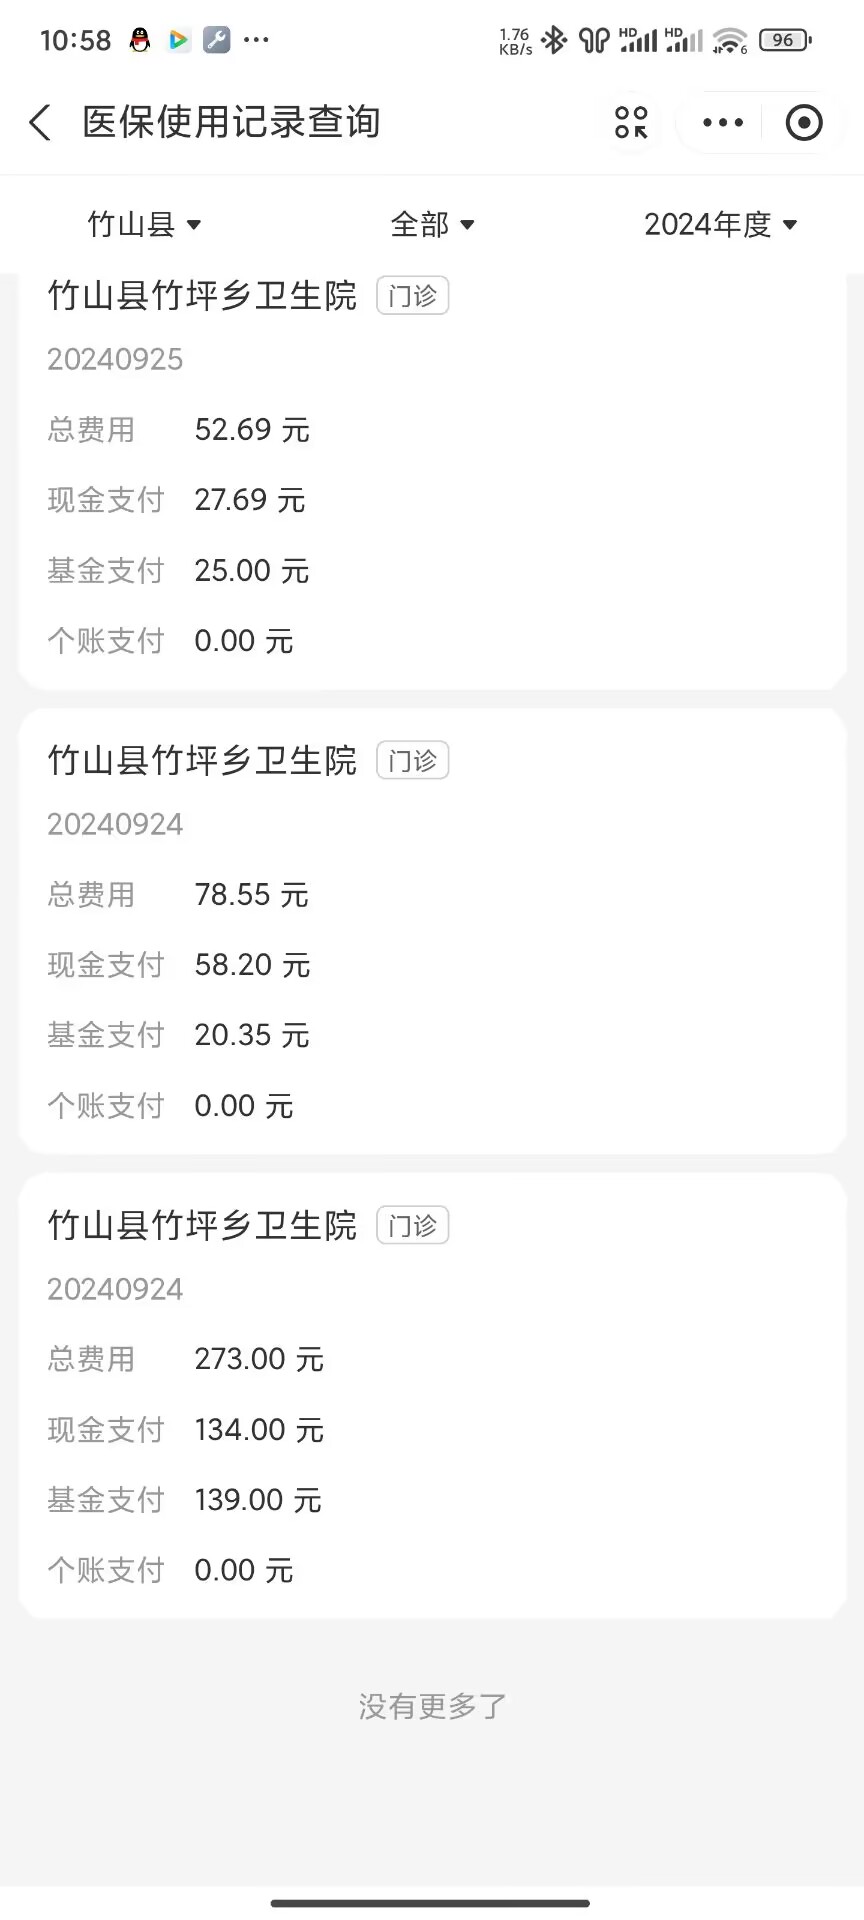 10:58 ... 1.76 KB/s HD HD 6 96
医保使用记录查询
竹山县 全部 2024年度
竹山县竹坪乡卫生院 门诊
20240925
总费用 52.69 元
现金支付 27.69 元
基金支付 25.00 元
个账支付 0.00 元
竹山县竹坪乡卫生院 门诊
20240924
总费用 78.55 元
现金支付 58.20 元
基金支付 20.35 元
个账支付 0.00 元
竹山县竹坪乡卫生院 门诊
20240924
总费用 273.00 元
现金支付 134.00 元
基金支付 139.00 元
个账支付 0.00 元
没有更多了